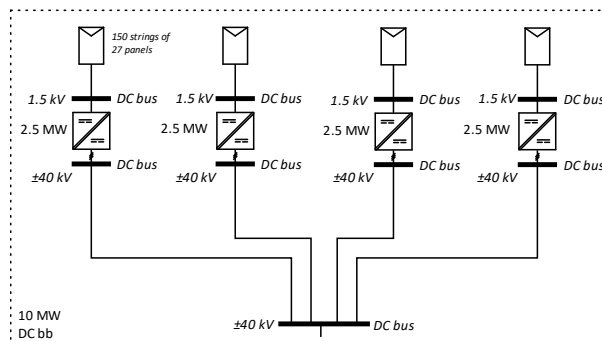 150 strings of
27 panels
1.5 kV DC bus 1.5 kV DC bus 1.5 kV DC bus 1.5 kV DC bus
2.5 MW 2.5 MW 2.5 MW 2.5 MW
DC bus DC bus DC bus DC bus
±40 kV ±40 kV ±40 kV ±40 kV
10 MW
DC bb
±40 kV DC bus